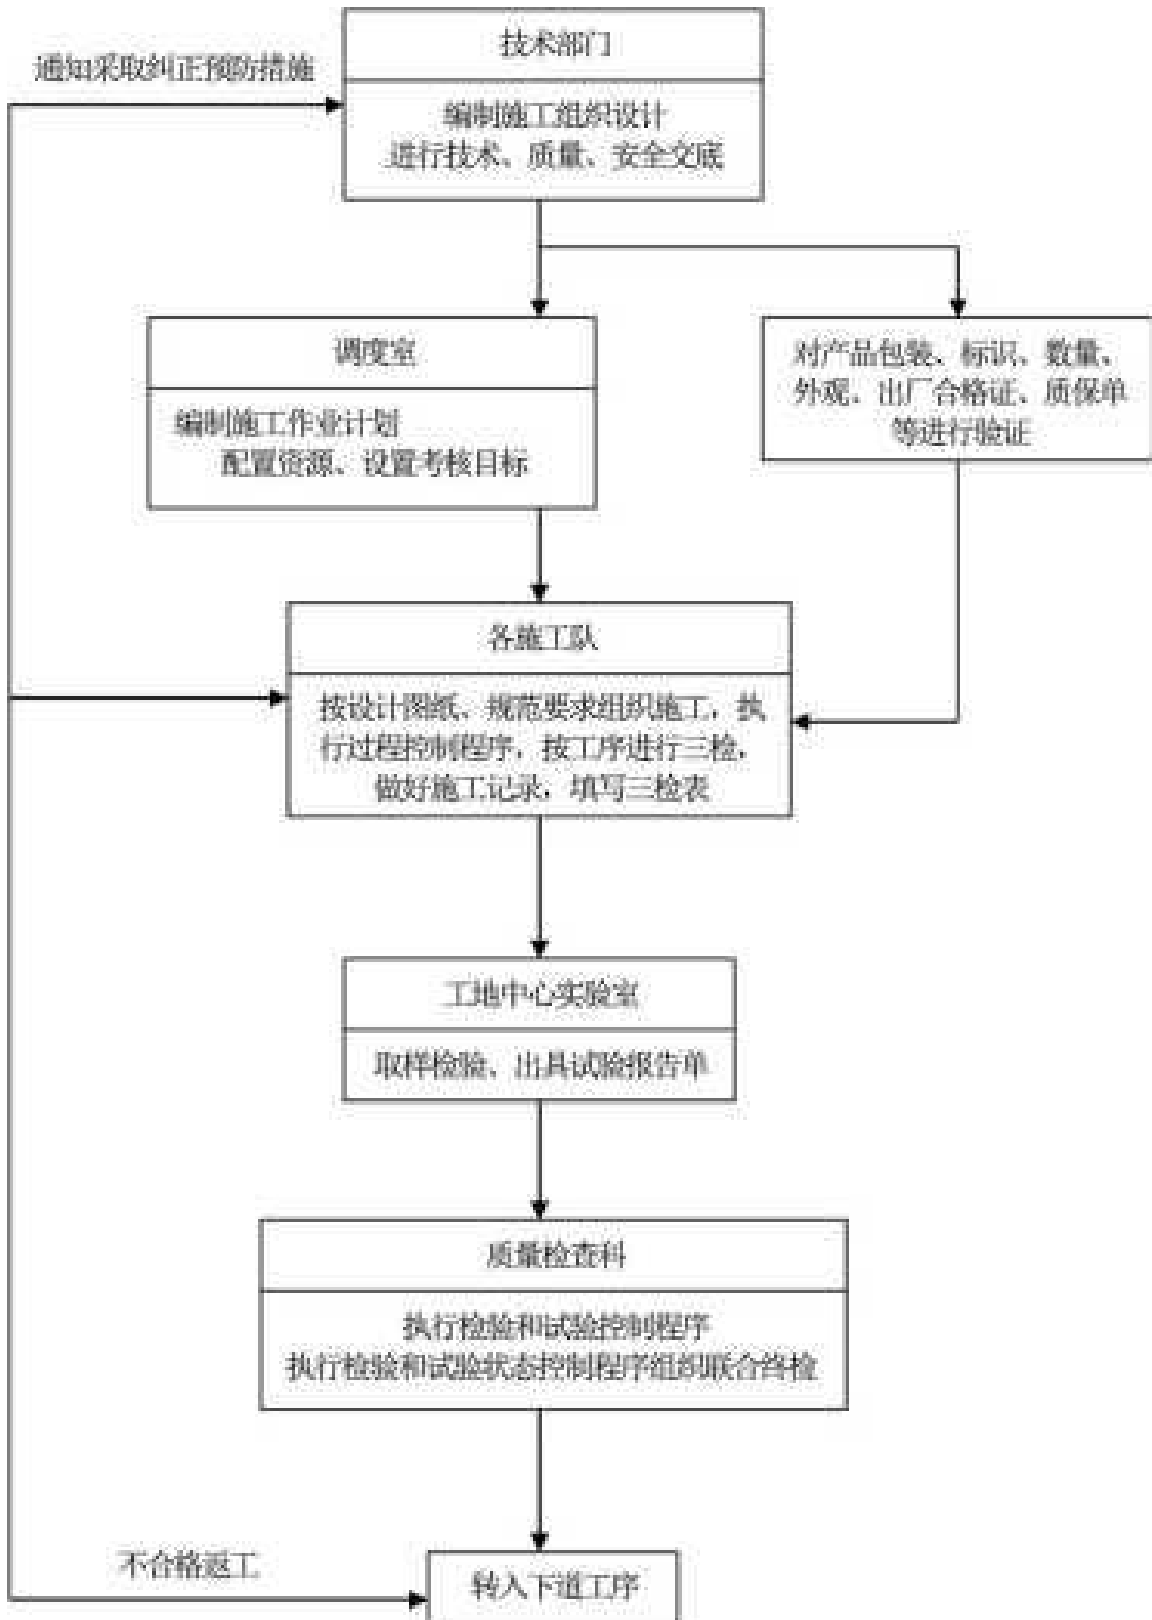 技术部门
通知采取纠正预防措施
编制施工组织设计
进行技术、质量、安全交底
调度室
编制施工作业计划
配置资源、设置考核目标
对产品包装、标识、数量、
外观、出厂合格证、质保单
等进行验证
各施工队
按设计图纸、规范要求组织施工，执
行过程控制程序，按工序进行三检，
做好施工记录，填写三检表
工地中心实验室
取样检验、出具试验报告单
质量检查科
执行检验和试验控制程序
执行检验和试验状态控制程序组织联合终检
不合格返工
转入下道工序